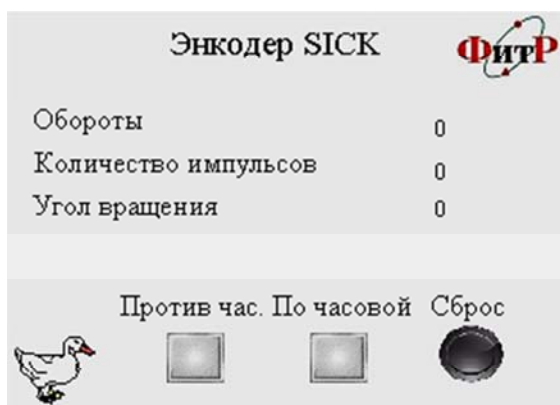 Энкодер SICK
ФитР
Обороты 0
Количество импульсов 0
Угол вращения 0
Против час. По часовой Сброс